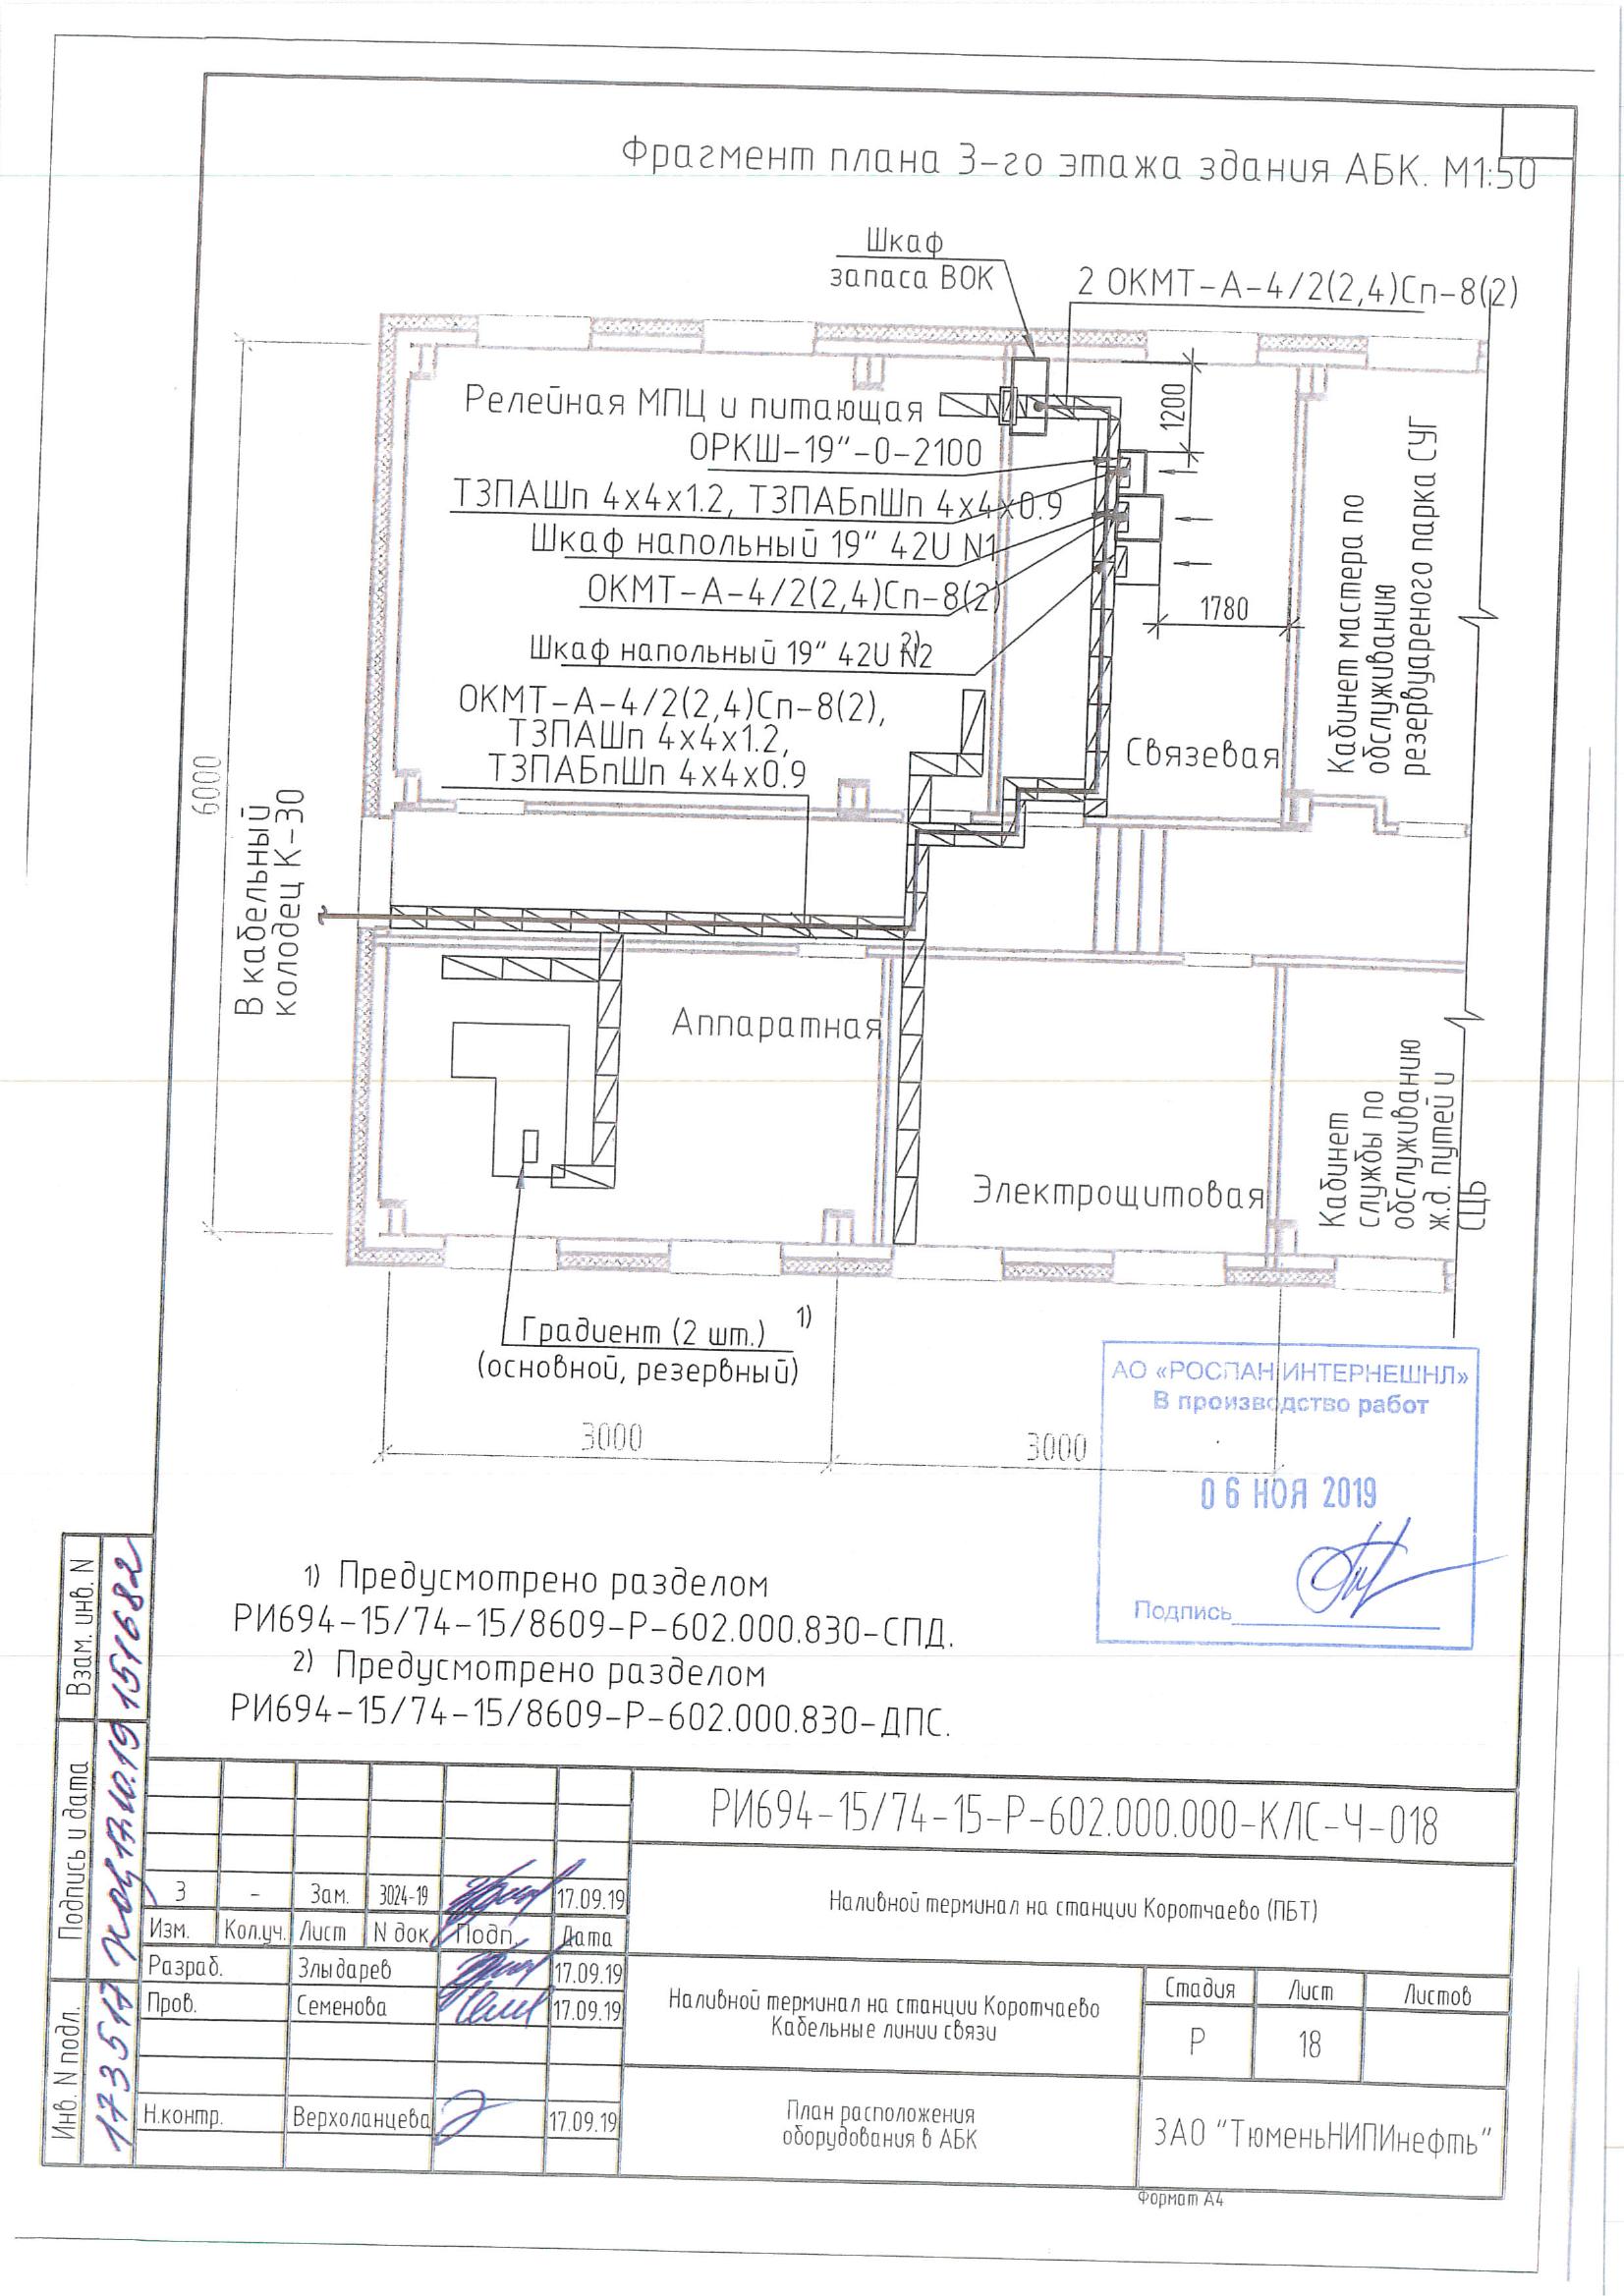 Фрагмент плана 3-го этажа здания АБК. М1:50
Шкаф
запаса ВОК
2 ОКМТ-А-4/2(2,4)Сп-8(2)
Релейная МПЦ и питающая
ОРКШ-19"-0-2100
ТЗПАШп 4х4х1.2, ТЗПАБпШп 4х4х0.9
Шкаф напольный 19" 42U N1
ОКМТ-А-4/2(2,4)Сп-8(2)
2)
Шкаф напольный 19" 42U N2
ОКМТ-А-4/2(2,4)Сп-8(2),
ТЗПАШп 4х4х1.2,
ТЗПАБпШп 4х4х0.9
1200
1780
Связевая
Кабинет мастера по
обслуживанию
резервуареного парка СУГ
6000
В кабельный
колодец К-30
Аппаратная
Электрощитовая
Кабинет
службы по
обслуживанию
ж.д. путей и
СЦБ
Градиент (2 шт.) 1)
(основной, резервный)
3000
3000
АО «РОСПАН ИНТЕРНЕШНЛ»
В производство работ
06 НОЯ 2019
Подпись
1) Предусмотрено разделом
РИ694-15/74-15/8609-Р-602.000.830-СПД.
2) Предусмотрено разделом
РИ694-15/74-15/8609-Р-602.000.830-ДПС.
Взам. инв. N
151682
Подпись и дата
17.10.19
Инв. N подл.
173517
РИ694-15/74-15-Р-602.000.000-КЛС-Ч-018
3 - Зам. 3024-19 17.09.19
Изм. Кол.уч. Лист N док. Подп. Дата
Наливной терминал на станции Коротчаево (ПБТ)
Разраб. Злыдарев 17.09.19
Пров. Семенова 17.09.19
Наливной терминал на станции Коротчаево
Кабельные линии связи
Стадия Лист Листов
Р 18
Н.контр. Верхоланцева 17.09.19
План расположения
оборудования в АБК
ЗАО "ТюменьНИПИнефть"
Формат А4